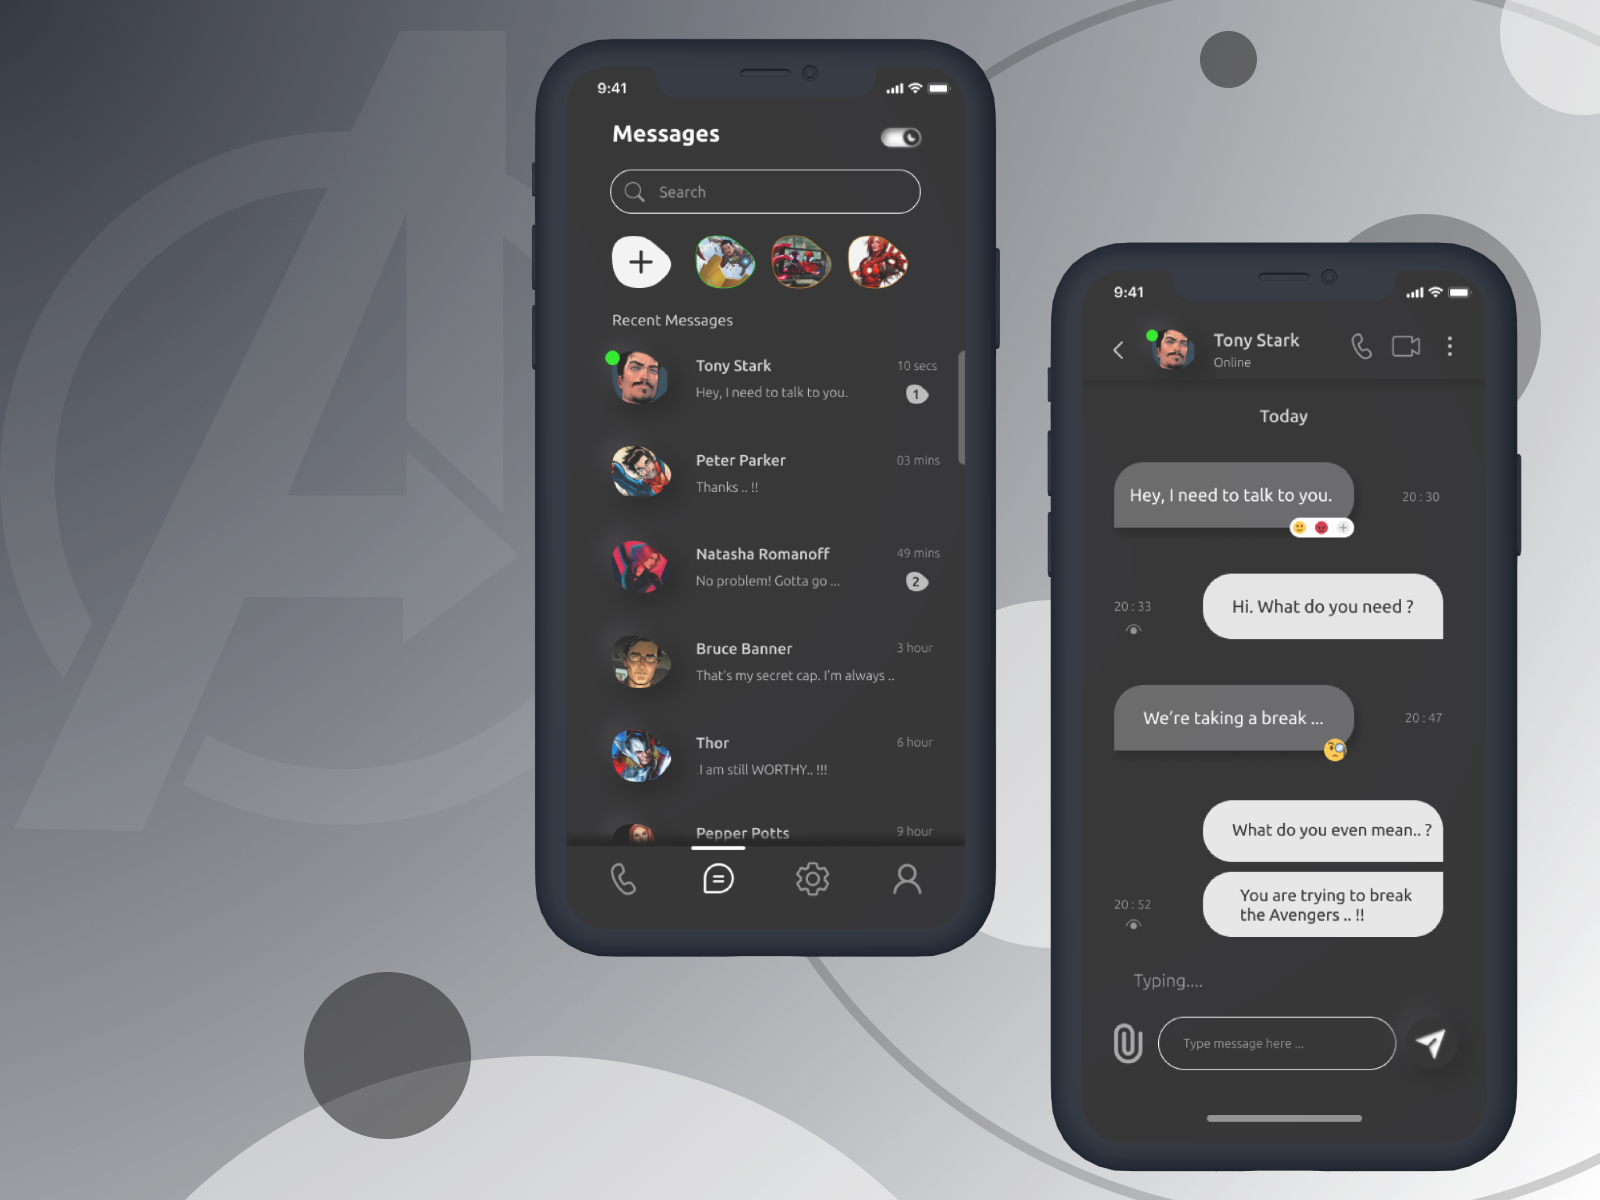 9:41
Messages
Search
Recent Messages
Tony Stark
10 secs
Hey, I need to talk to you.
1
Peter Parker
03 mins
Thanks .. !!
Natasha Romanoff
49 mins
No problem! Gotta go ...
2
Bruce Banner
3 hour
That's my secret cap. I'm always ..
Thor
6 hour
I am still WORTHY.. !!!
Pepper Potts
9 hour
9:41
Tony Stark
Online
Today
Hey, I need to talk to you.
20 : 30
Hi. What do you need ?
20 : 33
We're taking a break ...
20 : 47
What do you even mean.. ?
You are trying to break
the Avengers .. !!
20 : 52
Typing....
Type message here ...